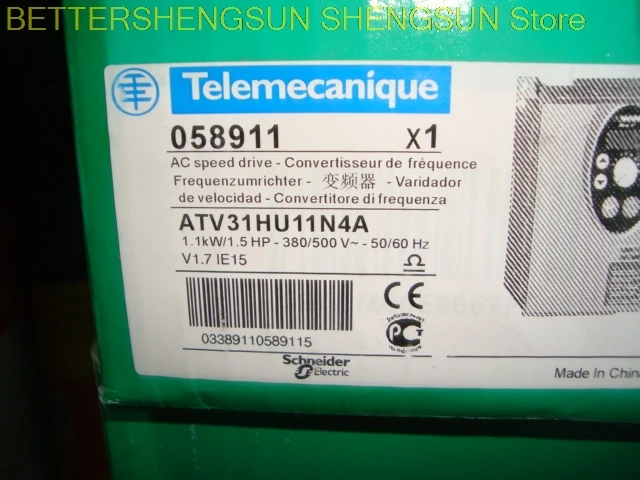 BETTERSHENGSUN SHENGSUN Store
Telemecanique
058911 X1
AC speed drive - Convertisseur de fréquence
Frequenzumrichter - 变频器 - Varidador
de velocidad - Convertitore di frequenza
ATV31HU11N4A
1.1kW/1.5 HP - 380/500 V~ - 50/60 Hz
V1.7 IE15
CE
03389110589115
Schneider
Electric
Made In China